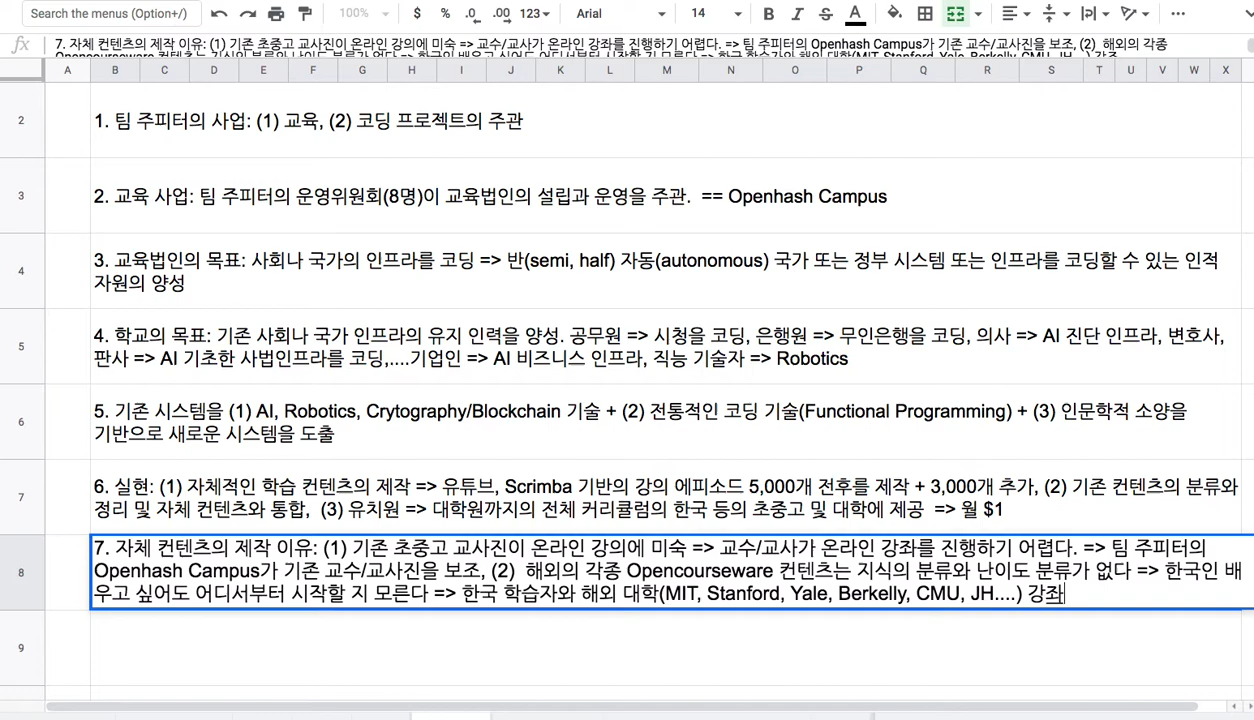 Search the menus (Option+/)
100%
$
%
.0
.00
123
Arial
14
B
I
S
A
fx
7. 자체 컨텐츠의 제작 이유: (1) 기존 초중고 교사진이 온라인 강의에 미숙 => 교수/교사가 온라인 강좌를 진행하기 어렵다. => 팀 주피터의 Openhash Campus가 기존 교수/교사진을 보조, (2) 해외의 각종
A B C D E F G H I J K L M N O P Q R S T U V W X
2
1. 팀 주피터의 사업: (1) 교육, (2) 코딩 프로젝트의 주관
3
2. 교육 사업: 팀 주피터의 운영위원회(8명)이 교육법인의 설립과 운영을 주관. == Openhash Campus
4
3. 교육법인의 목표: 사회나 국가의 인프라를 코딩 => 반(semi, half) 자동(autonomous) 국가 또는 정부 시스템 또는 인프라를 코딩할 수 있는 인적
자원의 양성
5
4. 학교의 목표: 기존 사회나 국가 인프라의 유지 인력을 양성. 공무원 => 시청을 코딩, 은행원 => 무인은행을 코딩, 의사 => AI 진단 인프라, 변호사,
판사 => AI 기초한 사법인프라를 코딩,....기업인 => AI 비즈니스 인프라, 직능 기술자 => Robotics
6
5. 기존 시스템을 (1) AI, Robotics, Crytography/Blockchain 기술 + (2) 전통적인 코딩 기술(Functional Programming) + (3) 인문학적 소양을
기반으로 새로운 시스템을 도출
7
6. 실현: (1) 자체적인 학습 컨텐츠의 제작 => 유튜브, Scrimba 기반의 강의 에피소드 5,000개 전후를 제작 + 3,000개 추가, (2) 기존 컨텐츠의 분류와
정리 및 자체 컨텐츠와 통합, (3) 유치원 => 대학원까지의 전체 커리큘럼의 한국 등의 초중고 및 대학에 제공 => 월 $1
8
7. 자체 컨텐츠의 제작 이유: (1) 기존 초중고 교사진이 온라인 강의에 미숙 => 교수/교사가 온라인 강좌를 진행하기 어렵다. => 팀 주피터의
Openhash Campus가 기존 교수/교사진을 보조, (2) 해외의 각종 Opencourseware 컨텐츠는 지식의 분류와 난이도 분류가 없다 => 한국인 배
우고 싶어도 어디서부터 시작할 지 모른다 => 한국 학습자와 해외 대학(MIT, Stanford, Yale, Berkelly, CMU, JH....) 강좌
9